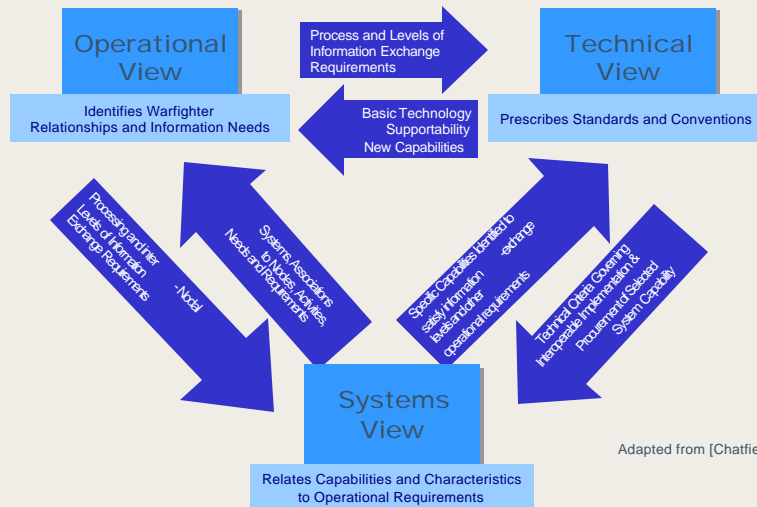 Operational
View
Identifies Warfighter
Relationships and Information Needs
Process and Levels of
Information Exchange
Requirements
Basic Technology
Supportability
New Capabilities
Technical
View
Prescribes Standards and Conventions
Processing and inter -Nodal
Levels of Information
Exchange Requirements
Systems, Associations
to Nodes, Activities,
Needs and Requirements
Specific Capabilities Identified to
satisfy information -exchange
levels and other
operational requirements
Technical Criteria Governing
Interoperable Implementation &
Procurement of Selected
System Capability
Systems
View
Relates Capabilities and Characteristics
to Operational Requirements
Adapted from [Chatfie